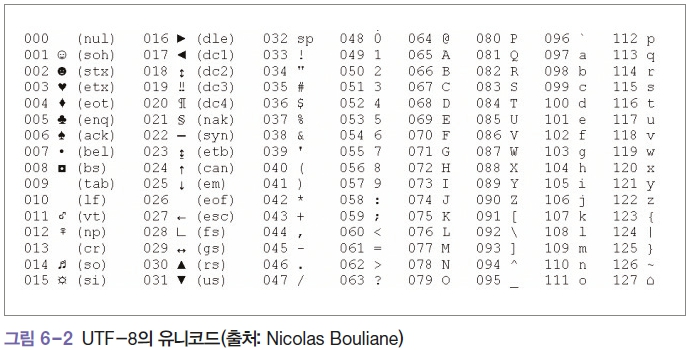 000 (nul) 016 ► (dle) 032 sp 048 0 064 @ 080 P 096 ` 112 p
001 ☺ (soh) 017 ◄ (dc1) 033 ! 049 1 065 A 081 Q 097 a 113 q
002 ☻ (stx) 018 ↕ (dc2) 034 " 050 2 066 B 082 R 098 b 114 r
003 ♥ (etx) 019 ‼ (dc3) 035 # 051 3 067 C 083 S 099 c 115 s
004 ♦ (eot) 020 ¶ (dc4) 036 $ 052 4 068 D 084 T 100 d 116 t
005 ♣ (enq) 021 § (nak) 037 % 053 5 069 E 085 U 101 e 117 u
006 ♠ (ack) 022 ▬ (syn) 038 & 054 6 070 F 086 V 102 f 118 v
007 • (bel) 023 ↨ (etb) 039 ' 055 7 071 G 087 W 103 g 119 w
008 ◘ (bs) 024 ↑ (can) 040 ( 056 8 072 H 088 X 104 h 120 x
009 (tab) 025 ↓ (em) 041 ) 057 9 073 I 089 Y 105 i 121 y
010 (lf) 026 (eof) 042 * 058 : 074 J 090 Z 106 j 122 z
011 ♂ (vt) 027 ← (esc) 043 + 059 ; 075 K 091 [ 107 k 123 {
012 ♀ (np) 028 ∟ (fs) 044 , 060 < 076 L 092 \ 108 l 124 |
013 (cr) 029 ↔ (gs) 045 - 061 = 077 M 093 ] 109 m 125 }
014 ♬ (so) 030 ▲ (rs) 046 . 062 > 078 N 094 ^ 110 n 126 ~
015 ☼ (si) 031 ▼ (us) 047 / 063 ? 079 O 095 _ 111 o 127 ⌂
그림 6-2 UTF-8의 유니코드(출처: Nicolas Bouliane)